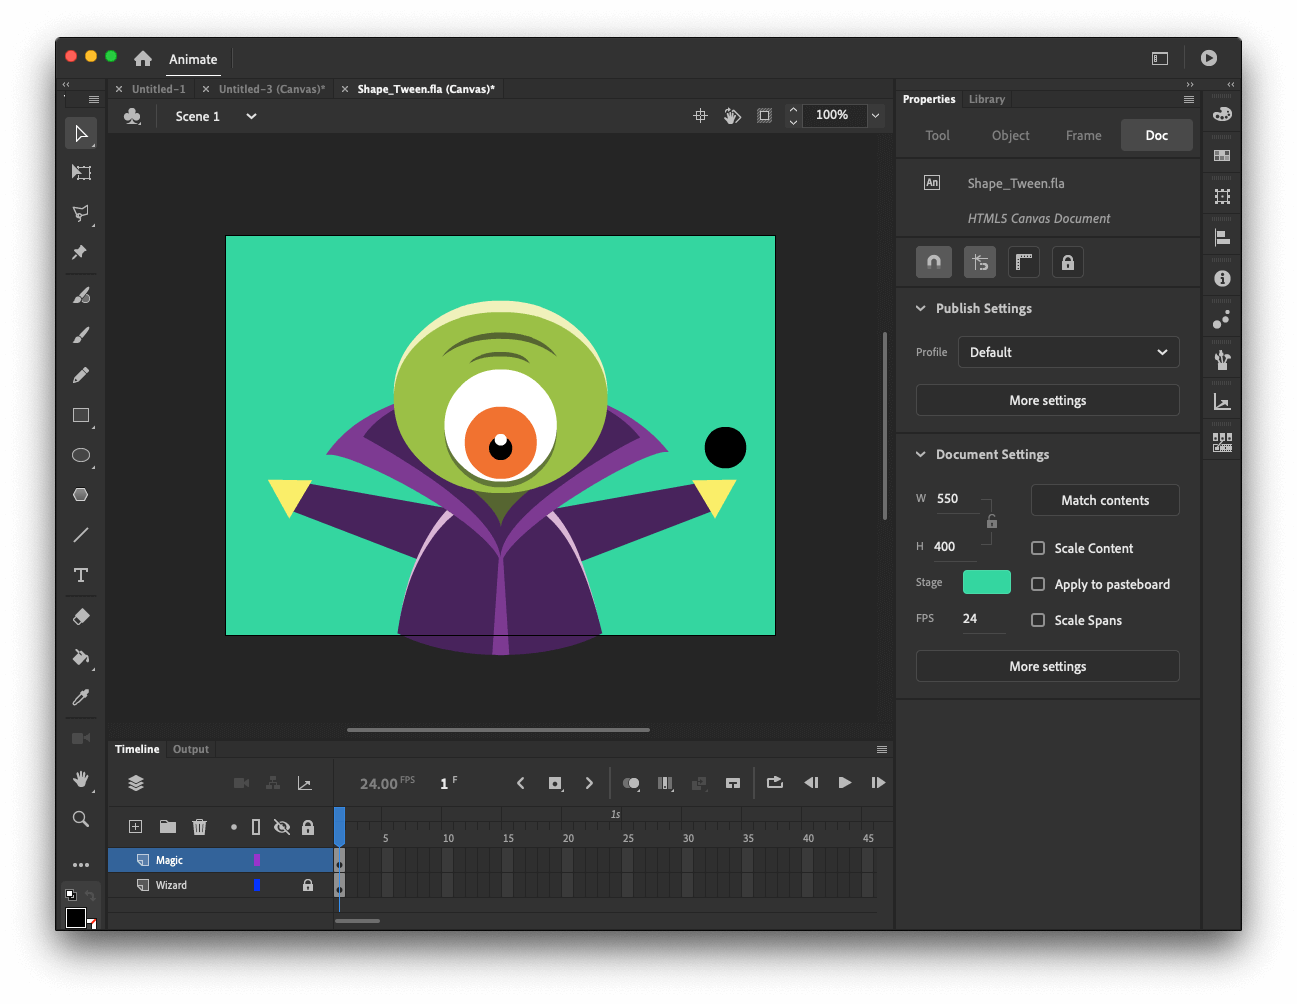 Animate
Untitled-1
Untitled-3 (Canvas)*
Shape_Tween.fla (Canvas)*
Scene 1
100%
Properties
Library
Tool
Object
Frame
Doc
An
Shape_Tween.fla
HTML5 Canvas Document
Publish Settings
Profile
Default
More settings
Document Settings
W 550
Match contents
H 400
Scale Content
Stage
Apply to pasteboard
FPS 24
Scale Spans
More settings
Timeline
Output
24.00 FPS
1 F
1s
5 10 15 20 25 30 35 40 45
Magic
Wizard